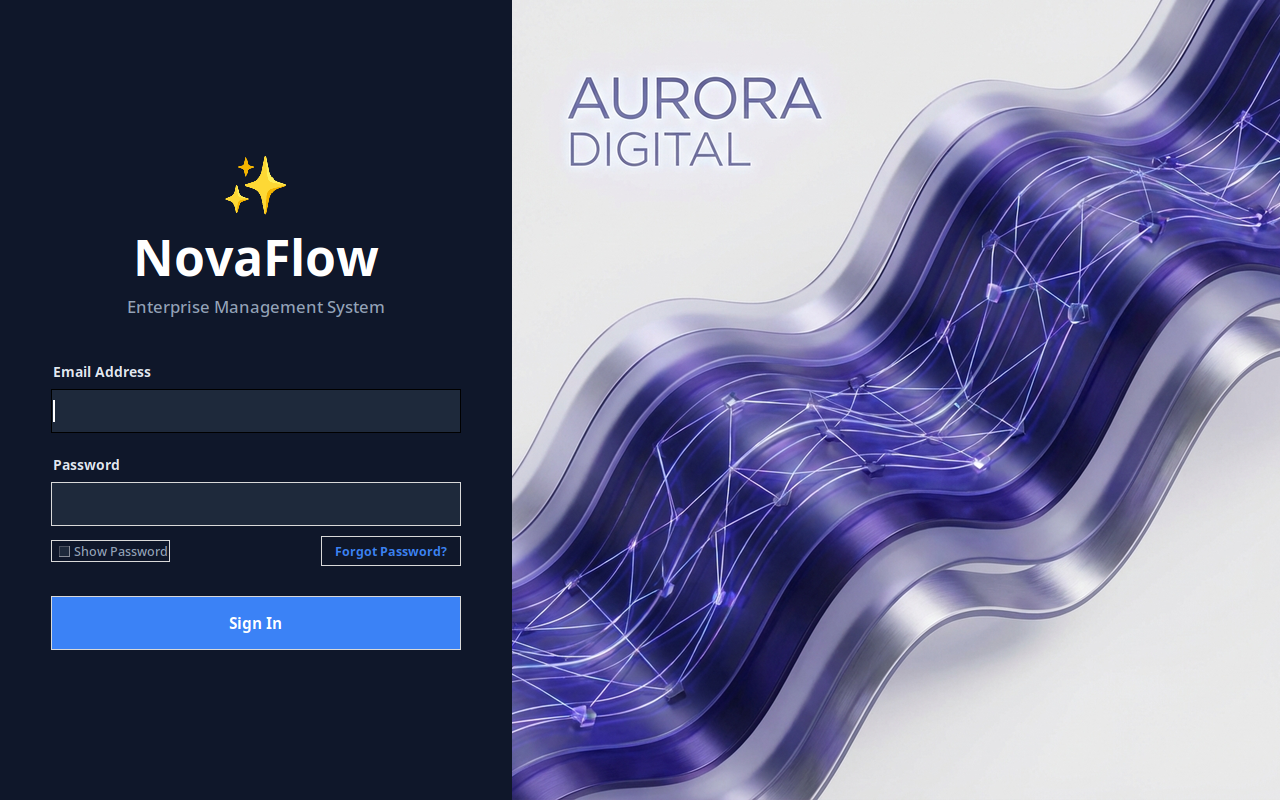 NovaFlow
Enterprise Management System
Email Address
Password
Show Password
Forgot Password?
Sign In
AURORA
DIGITAL